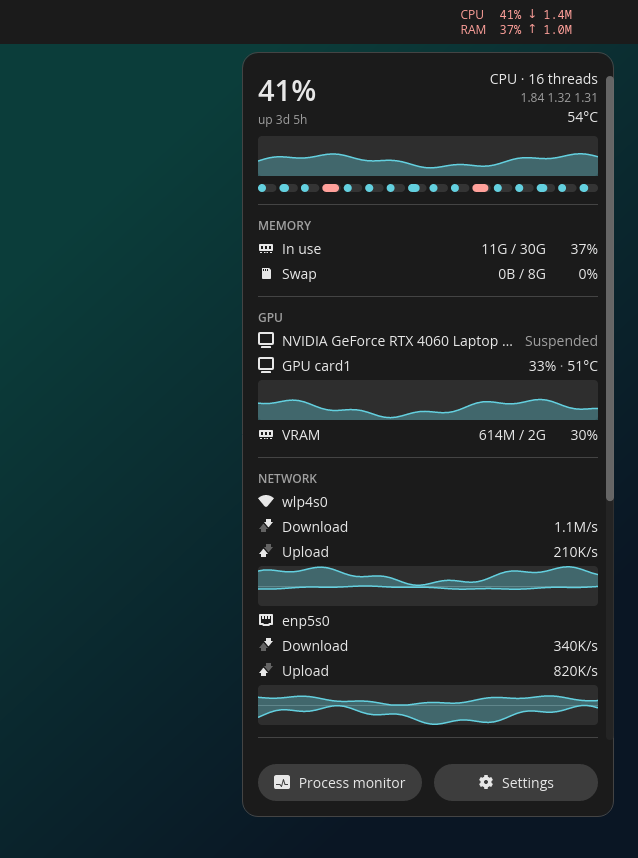 CPU 41% ↓ 1.4M
RAM 37% ↑ 1.0M
41%
CPU · 16 threads
1.84 1.32 1.31
up 3d 5h
54°C
MEMORY
In use 11G / 30G 37%
Swap 0B / 8G 0%
GPU
NVIDIA GeForce RTX 4060 Laptop ... Suspended
GPU card1 33% · 51°C
VRAM 614M / 2G 30%
NETWORK
wlp4s0
Download 1.1M/s
Upload 210K/s
enp5s0
Download 340K/s
Upload 820K/s
Process monitor Settings